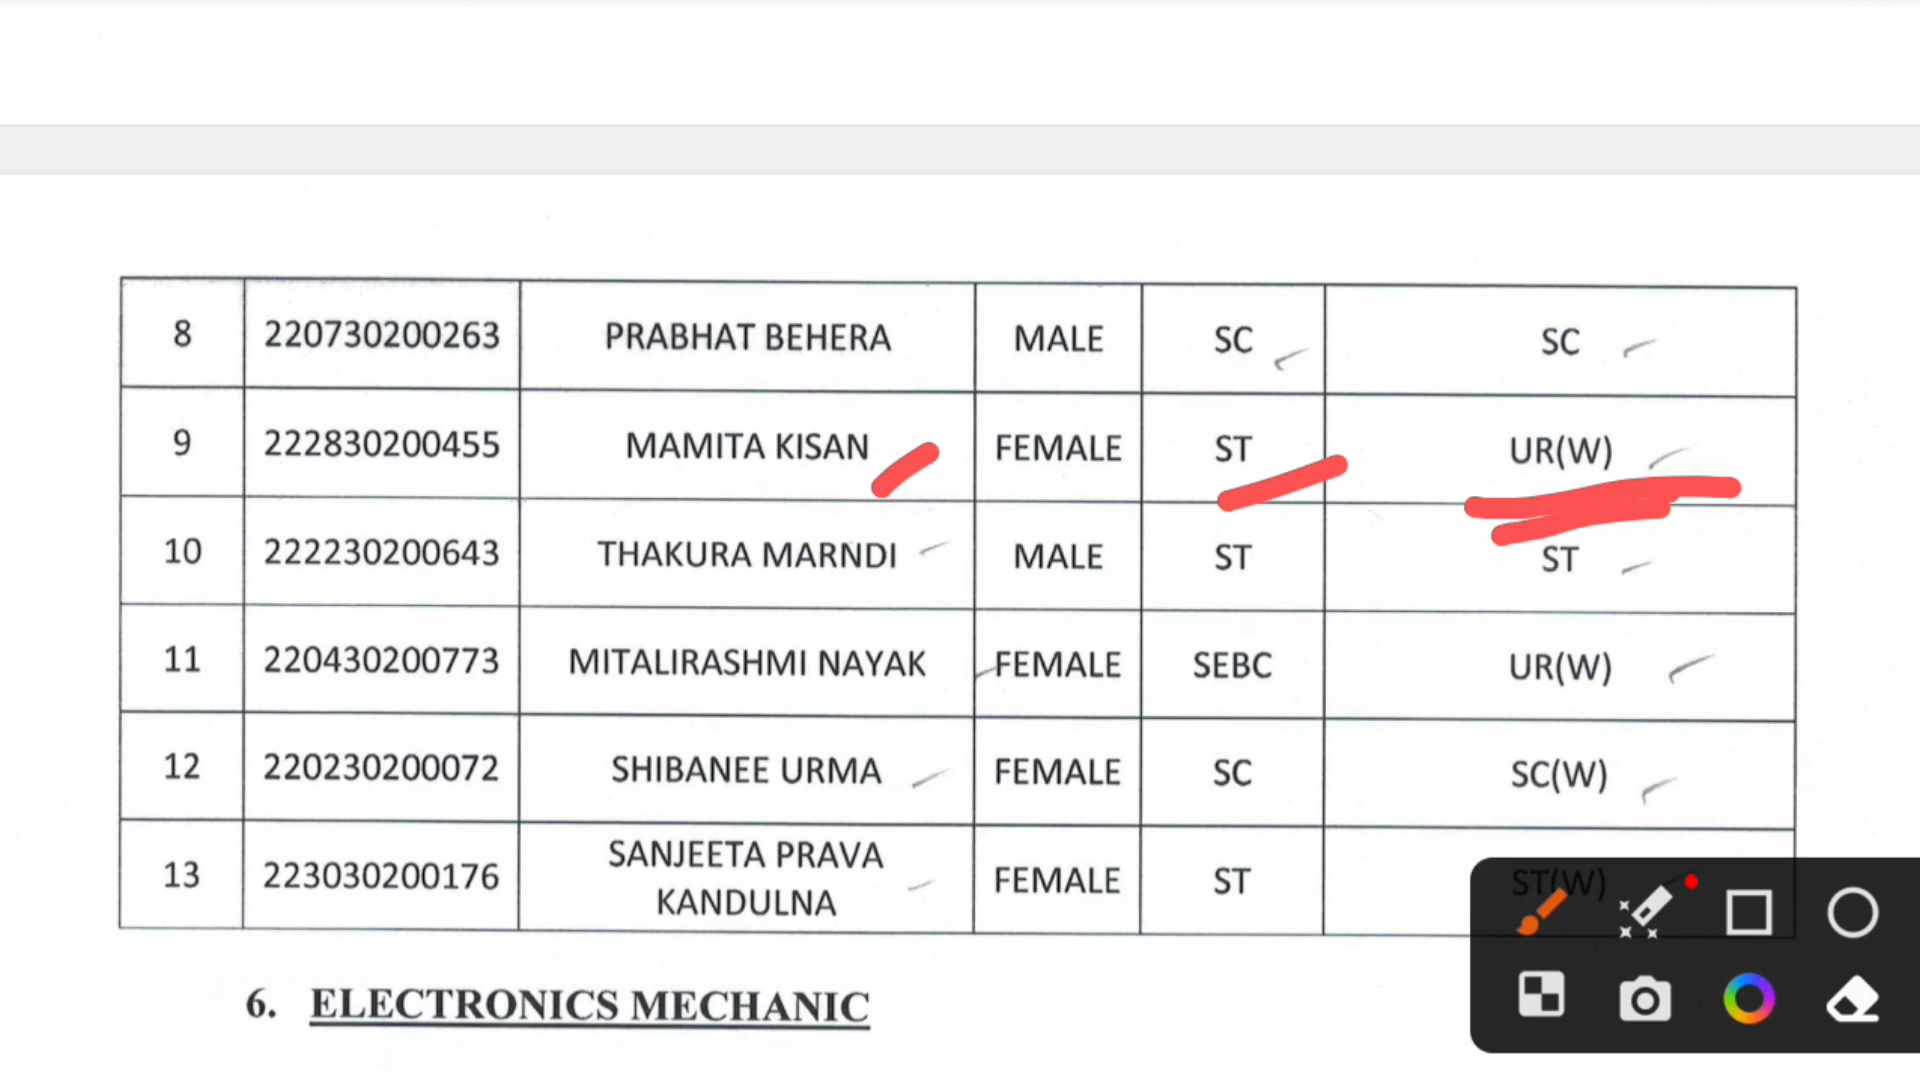 8 220730200263 PRABHAT BEHERA MALE SC SC
9 222830200455 MAMITA KISAN FEMALE ST UR(W)
10 222230200643 THAKURA MARNDI MALE ST ST
11 220430200773 MITALIRASHMI NAYAK FEMALE SEBC UR(W)
12 220230200072 SHIBANEE URMA FEMALE SC SC(W)
13 223030200176 SANJEETA PRAVA KANDULNA FEMALE ST ST(W)
6. ELECTRONICS MECHANIC